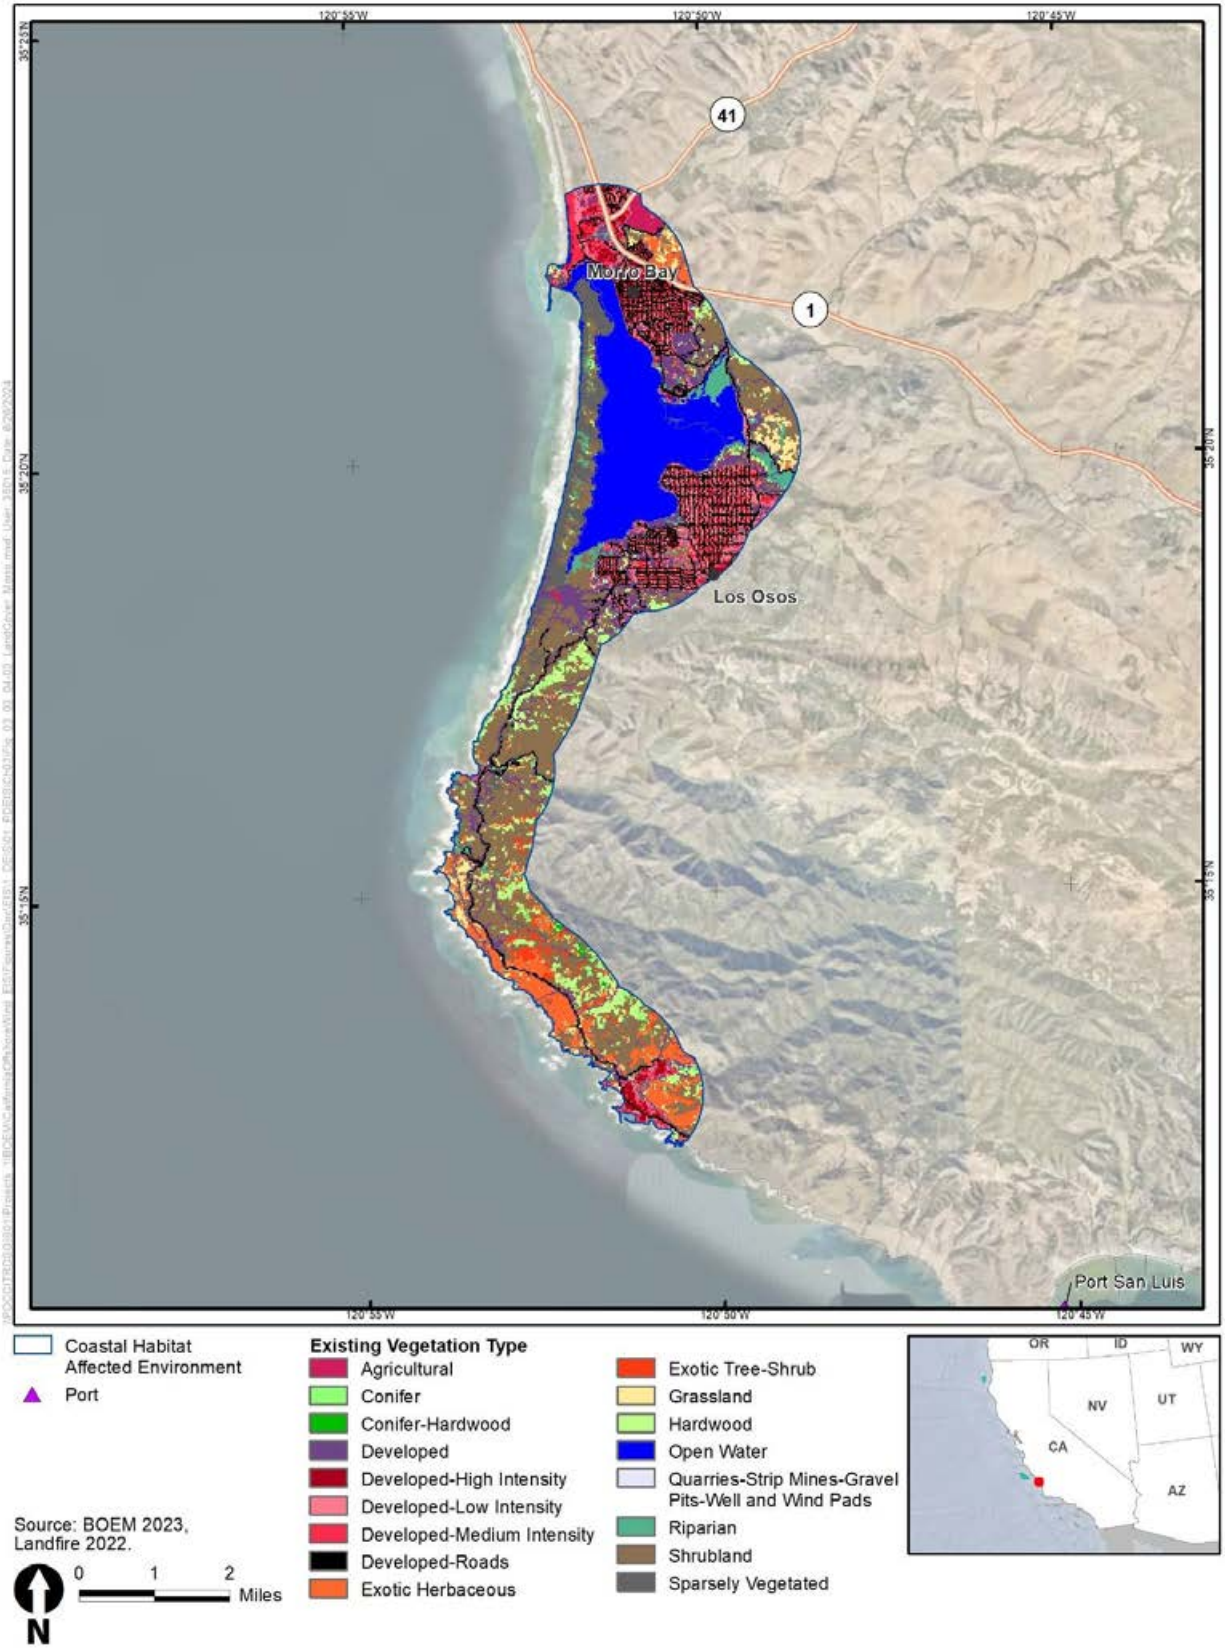 120°55'W
120°50'W
120°45'W
35°25'N
41
Morro Bay
1
35°20'N
35°20'N
Los Osos
35°15'N
35°15'N
Port San Luis
120°55'W
120°50'W
120°45'W
Coastal Habitat
Affected Environment
Port
Existing Vegetation Type
Agricultural
Conifer
Conifer-Hardwood
Developed
Developed-High Intensity
Developed-Low Intensity
Developed-Medium Intensity
Developed-Roads
Exotic Herbaceous
Exotic Tree-Shrub
Grassland
Hardwood
Open Water
Quarries-Strip Mines-Gravel
Pits-Well and Wind Pads
Riparian
Shrubland
Sparsely Vegetated
Source: BOEM 2023,
Landfire 2022.
0 1 2
Miles
N
OR
ID
WY
NV
UT
CA
AZ